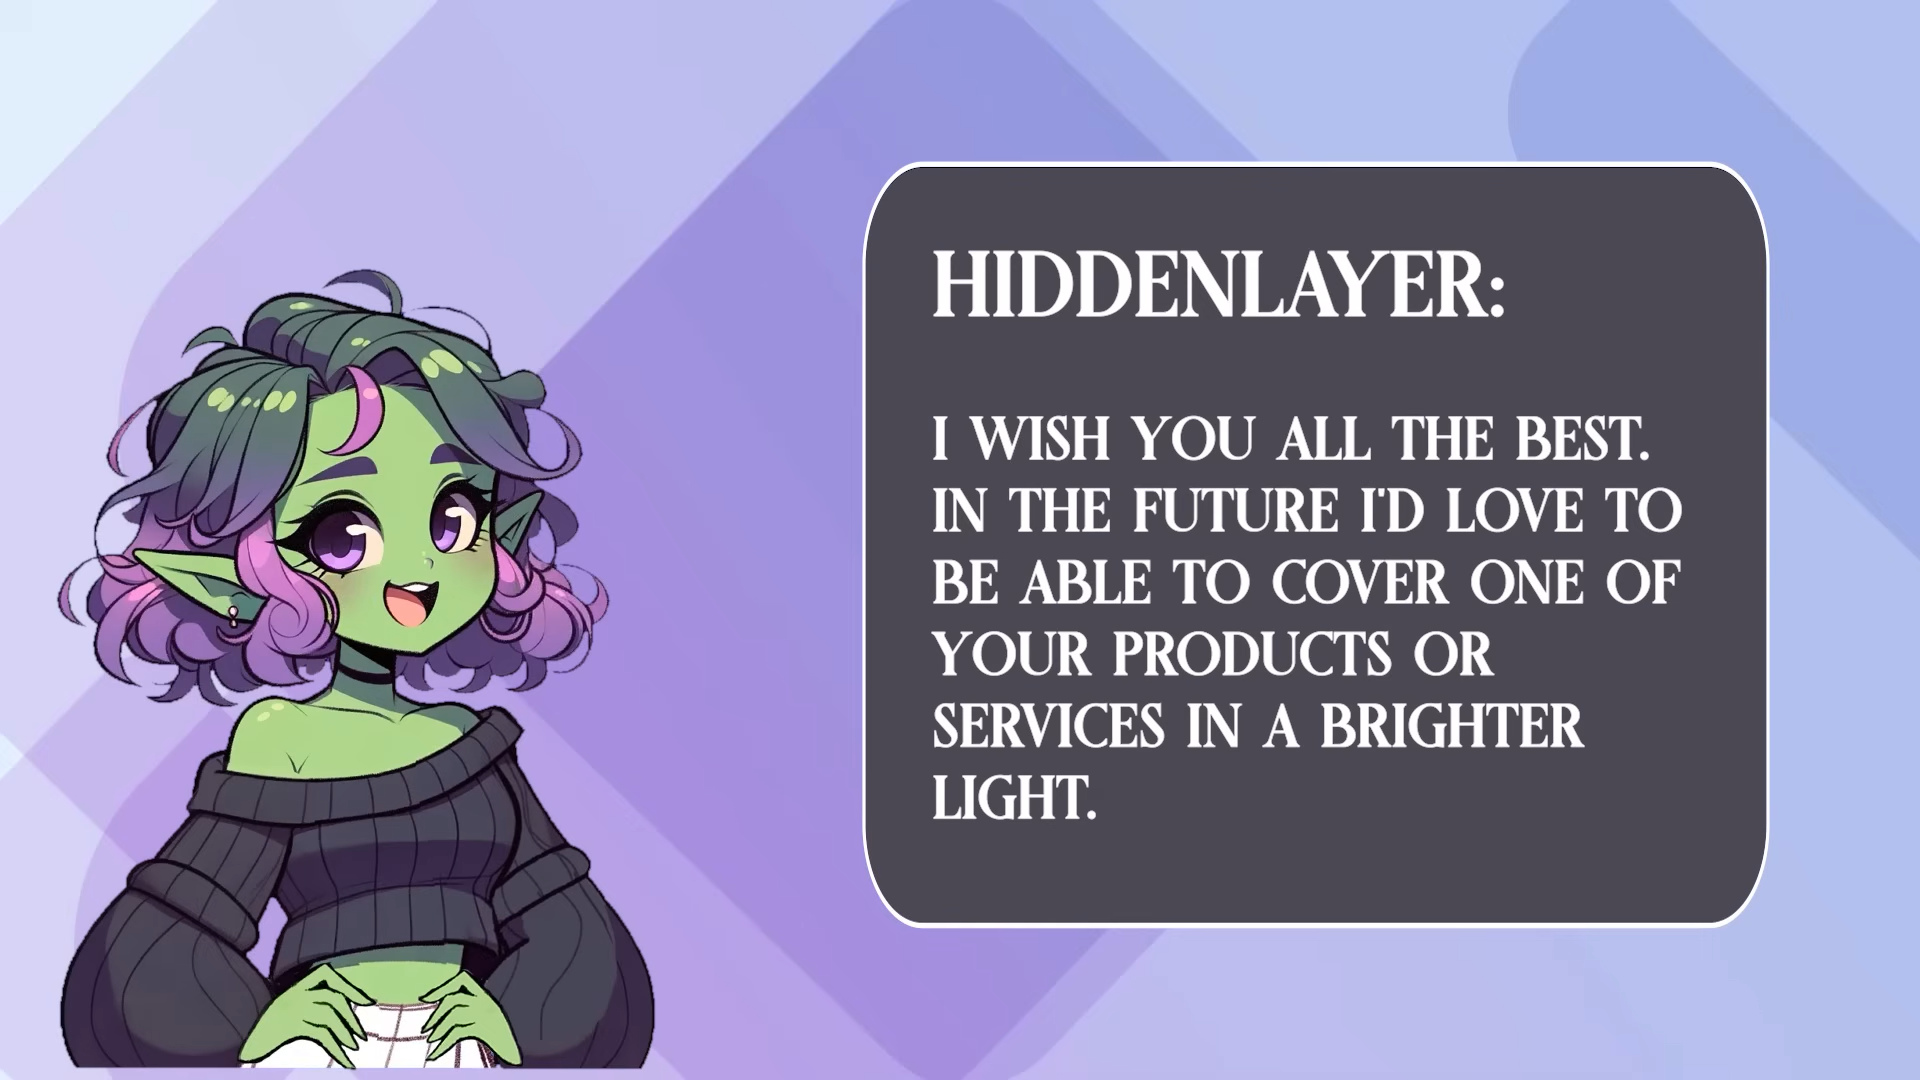 HIDDENLAYER:
I WISH YOU ALL THE BEST.
IN THE FUTURE I'D LOVE TO
BE ABLE TO COVER ONE OF
YOUR PRODUCTS OR
SERVICES IN A BRIGHTER
LIGHT.